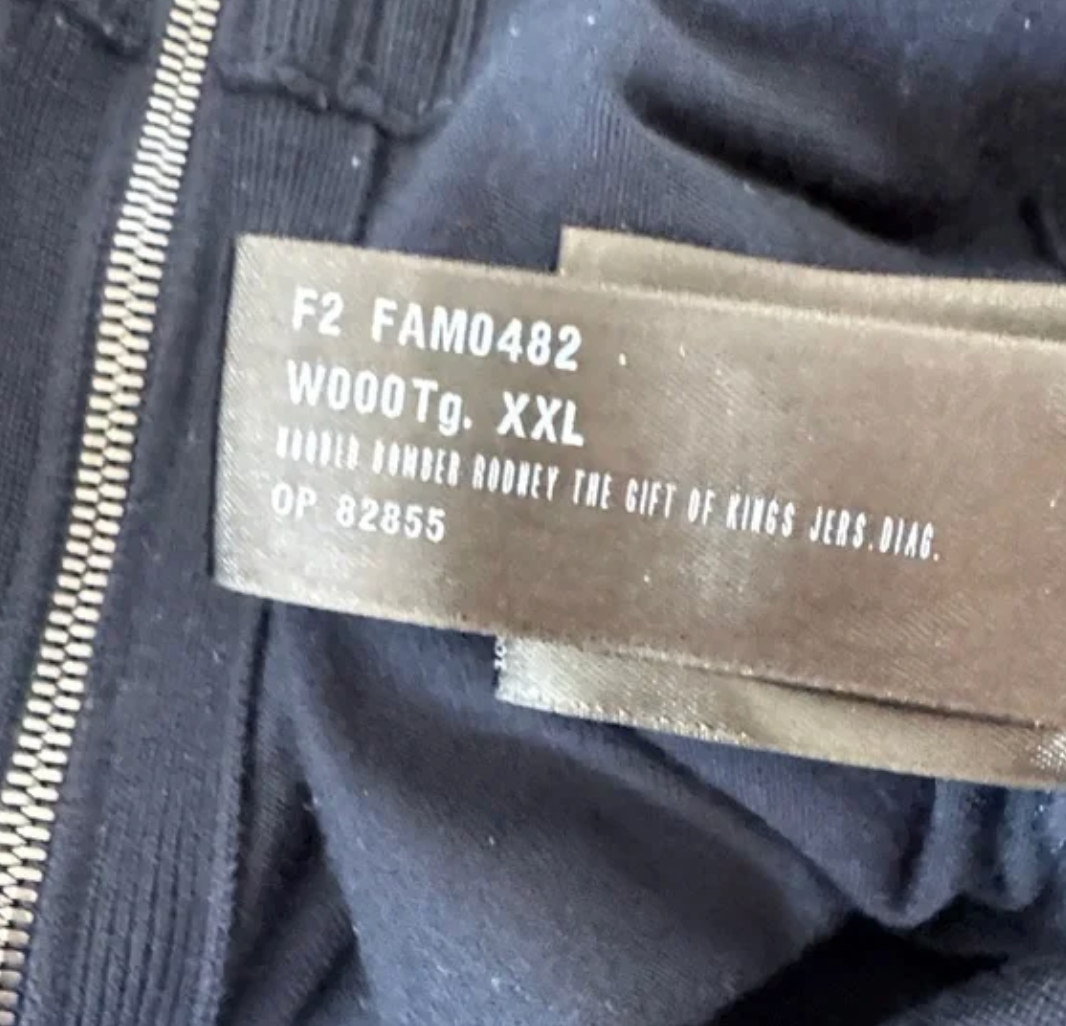 F2 FAM0482
W000Tg. XXL
HOODED BOMBER RODNEY THE GIFT OF KINGS JERS.DIAG.
OP 82855